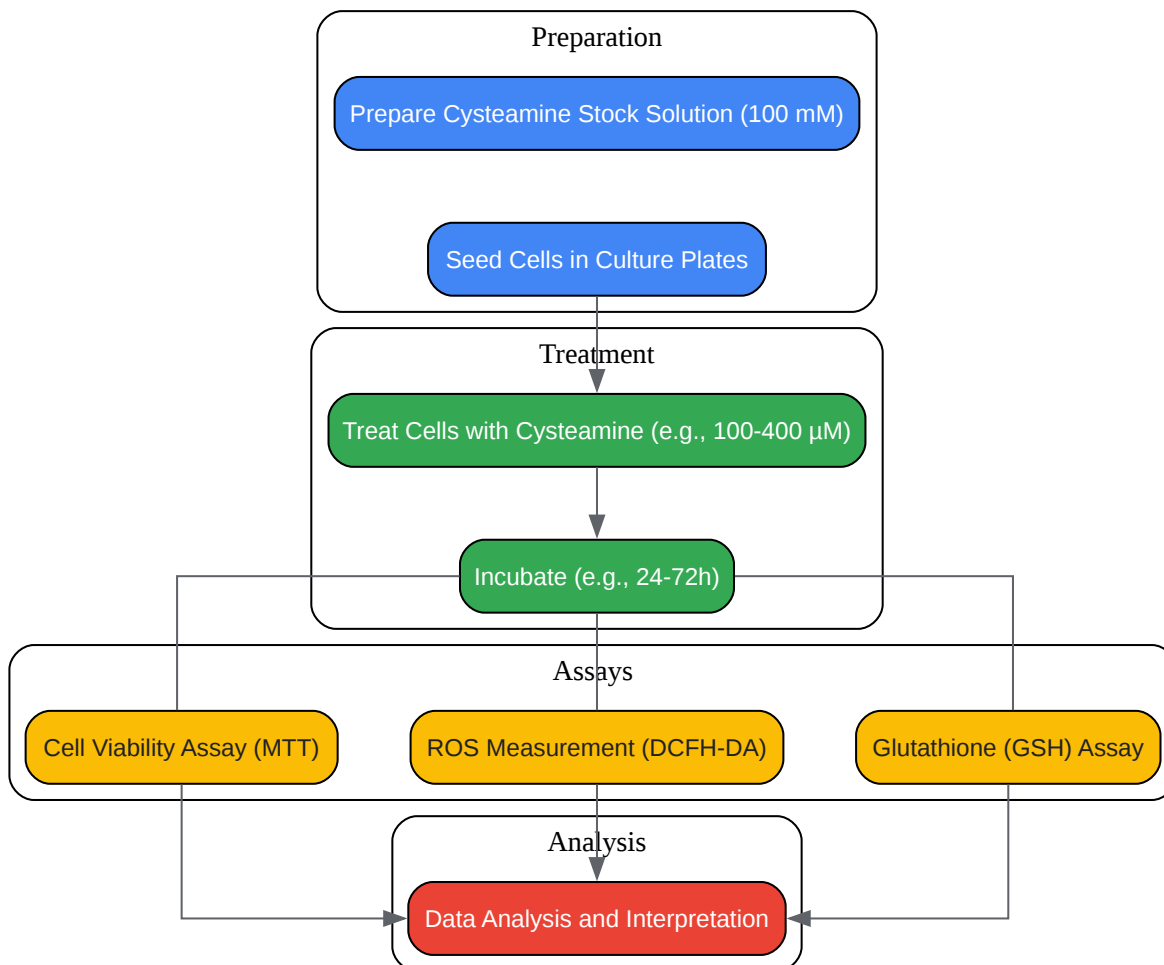 Preparation
Prepare Cysteamine Stock Solution (100 mM)
Seed Cells in Culture Plates
Treatment
Treat Cells with Cysteamine (e.g., 100-400 µM)
Incubate (e.g., 24-72h)
Assays
Cell Viability Assay (MTT)
ROS Measurement (DCFH-DA)
Glutathione (GSH) Assay
Analysis
Data Analysis and Interpretation